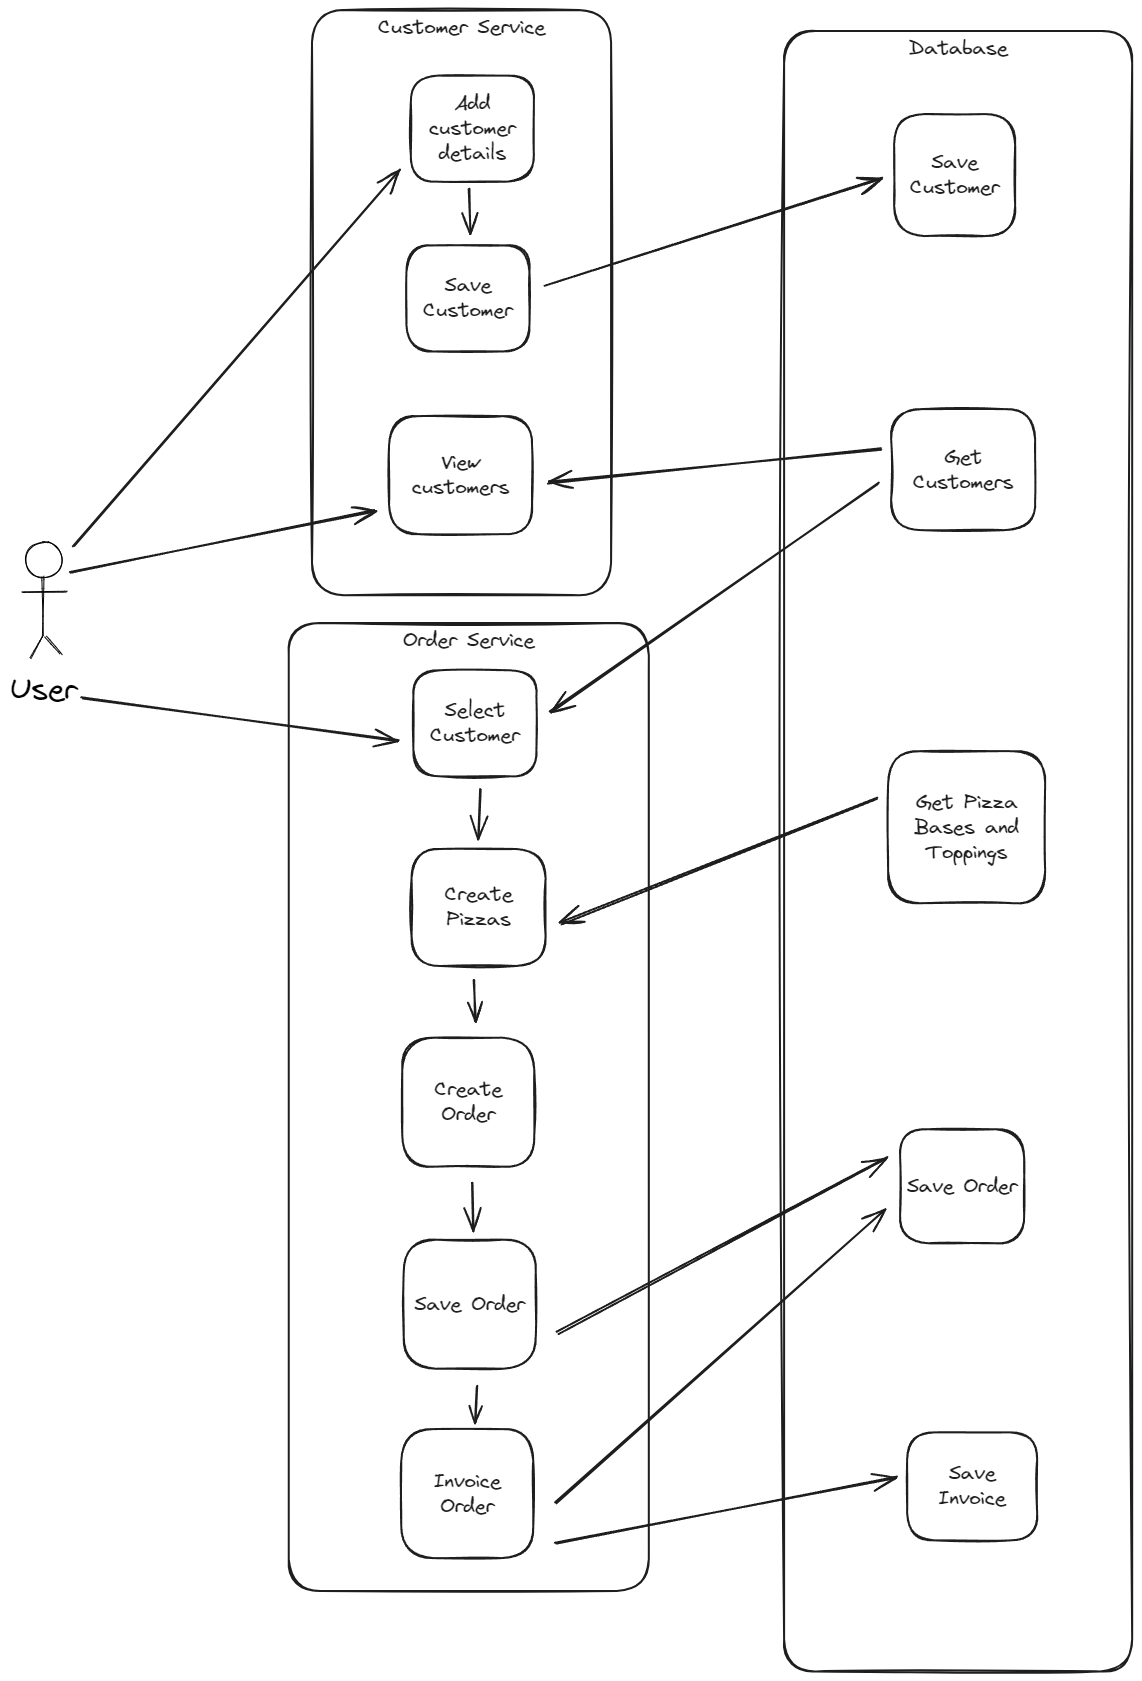 Customer Service
Add
customer
details
Save
Customer
View
customers
User
Order Service
Select
Customer
Create
Pizzas
Create
Order
Save Order
Invoice
Order
Database
Save
Customer
Get
Customers
Get Pizza
Bases and
Toppings
Save Order
Save
Invoice